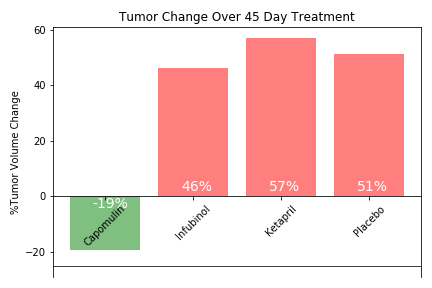 Tumor Change Over 45 Day Treatment
%Tumor Volume Change
60
40
20
0
−20
-19%
46%
57%
51%
Capomulin
Infubinol
Ketapril
Placebo